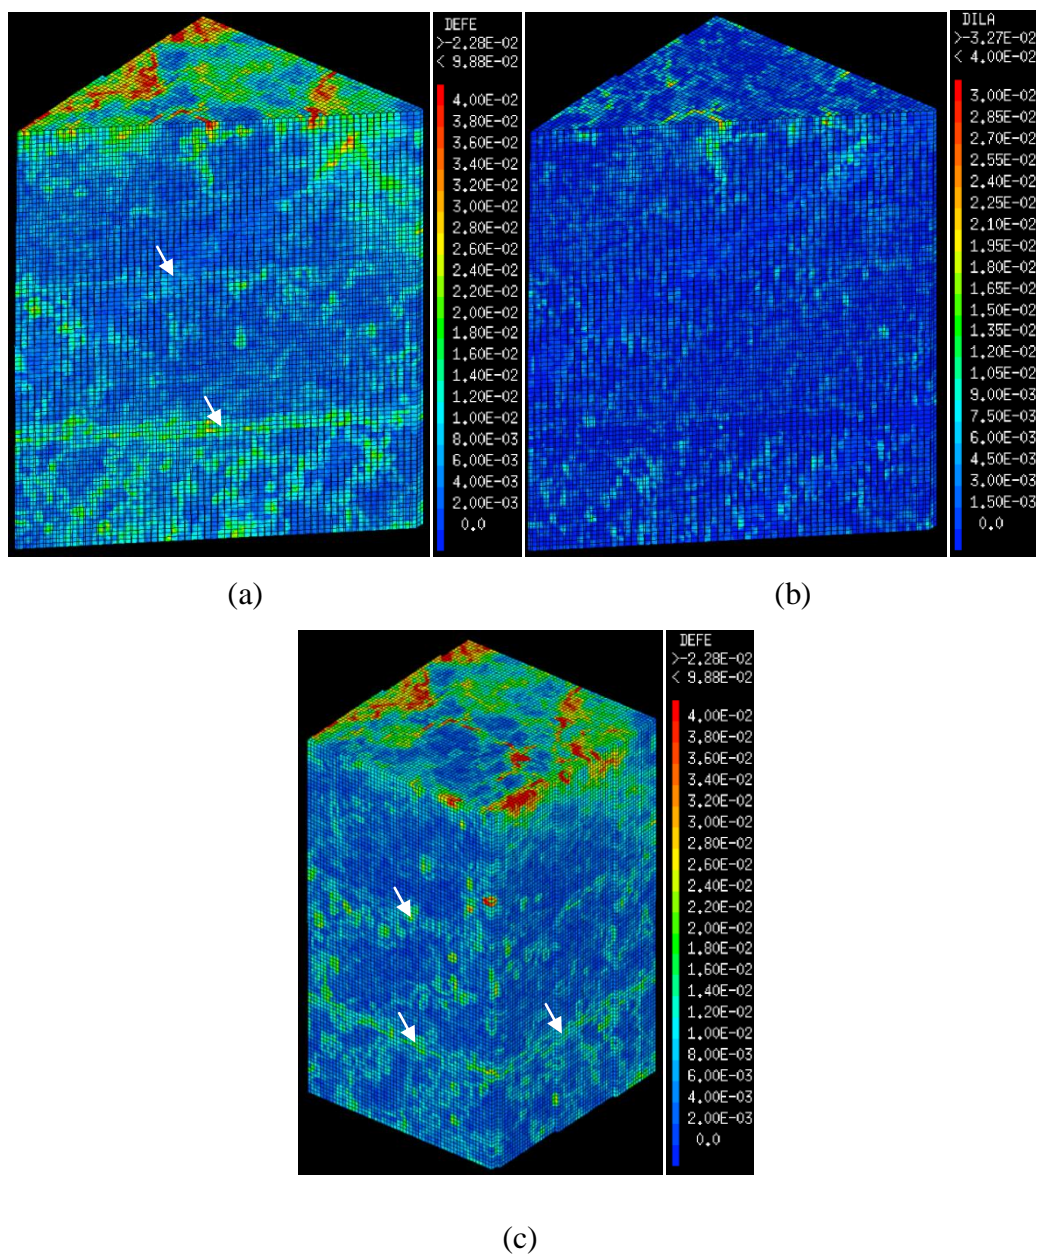 DEFE
>-2.28E-02
< 9.88E-02
4.00E-02
3.80E-02
3.60E-02
3.40E-02
3.20E-02
3.00E-02
2.80E-02
2.60E-02
2.40E-02
2.20E-02
2.00E-02
1.80E-02
1.60E-02
1.40E-02
1.20E-02
1.00E-02
8.00E-03
6.00E-03
4.00E-03
2.00E-03
0.0
DILA
>-3.27E-02
< 4.00E-02
3.00E-02
2.85E-02
2.70E-02
2.55E-02
2.40E-02
2.25E-02
2.10E-02
1.95E-02
1.80E-02
1.65E-02
1.50E-02
1.35E-02
1.20E-02
1.05E-02
9.00E-03
7.50E-03
6.00E-03
4.50E-03
3.00E-03
1.50E-03
0.0
(a)
(b)
DEFE
>-2.28E-02
< 9.88E-02
4.00E-02
3.80E-02
3.60E-02
3.40E-02
3.20E-02
3.00E-02
2.80E-02
2.60E-02
2.40E-02
2.20E-02
2.00E-02
1.80E-02
1.60E-02
1.40E-02
1.20E-02
1.00E-02
8.00E-03
6.00E-03
4.00E-03
2.00E-03
0.0
(c)